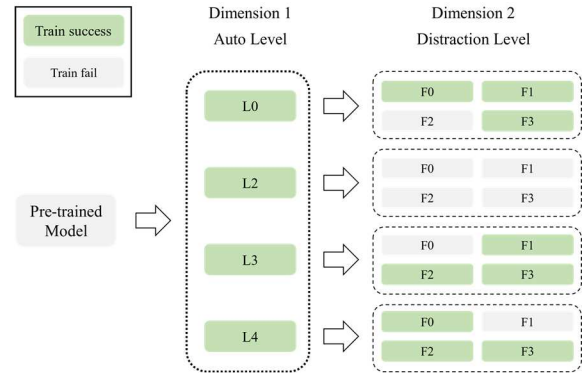 Train success
Train fail
Dimension 1
Auto Level
Dimension 2
Distraction Level
Pre-trained
Model
L0
F0 F1
F2 F3
L2
F0 F1
F2 F3
L3
F0 F1
F2 F3
L4
F0 F1
F2 F3